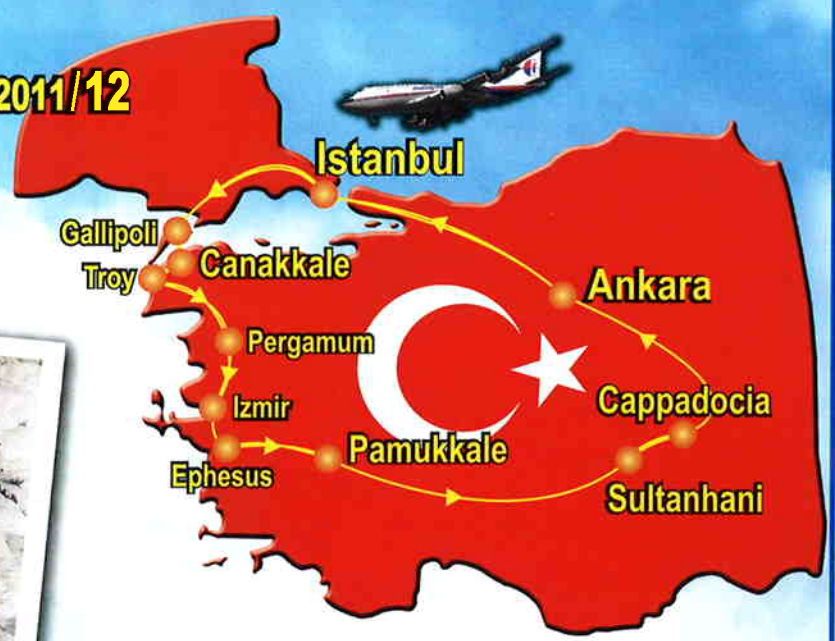 2011/12
Istanbul
Gallipoli
Canakkale
Troy
Ankara
Pergamum
Izmir
Cappadocia
Pamukkale
Ephesus
Sultanhani